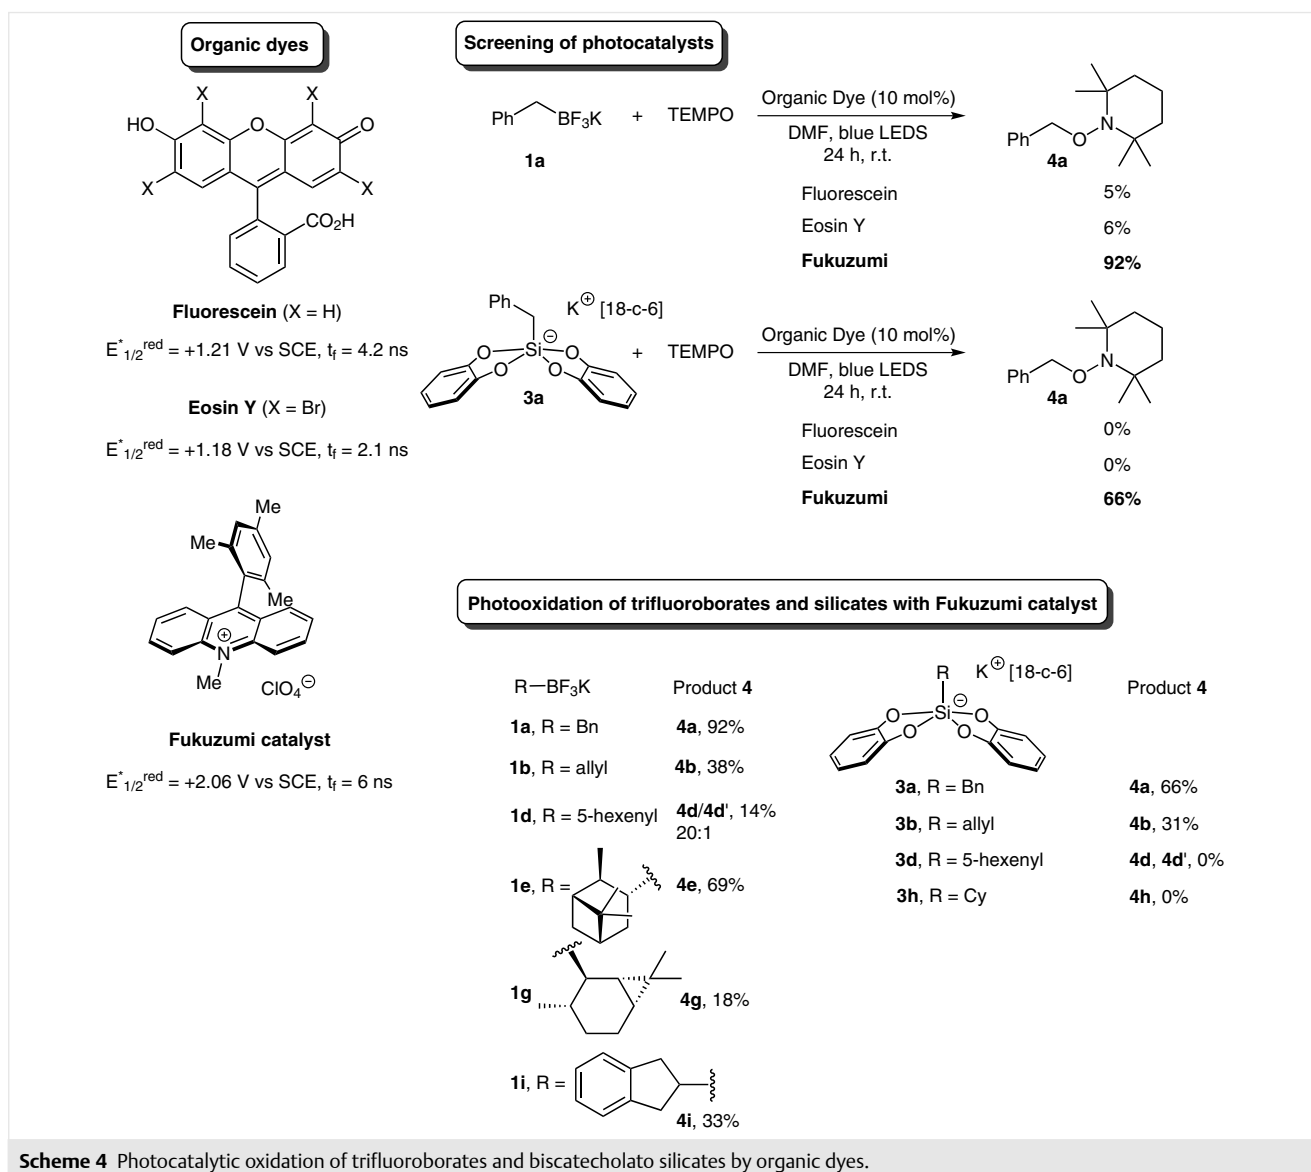 Organic dyes
X
X
HO
O
O
X
X
CO2H
Fluorescein (X = H)
E*1/2red = +1.21 V vs SCE, tf = 4.2 ns
Eosin Y (X = Br)
E*1/2red = +1.18 V vs SCE, tf = 2.1 ns
Me
Me
Me
N
⊕
Me
ClO4⊖
Fukuzumi catalyst
E*1/2red = +2.06 V vs SCE, tf = 6 ns
Screening of photocatalysts
Ph
BF3K
+
TEMPO
1a
Organic Dye (10 mol%)
DMF, blue LEDS
24 h, r.t.
Ph
O
N
4a
Fluorescein 5%
Eosin Y 6%
Fukuzumi 92%
Ph
K⊕ [18-c-6]
Si
⊖
O
O
O
O
3a
+
TEMPO
Organic Dye (10 mol%)
DMF, blue LEDS
24 h, r.t.
Ph
O
N
4a
Fluorescein 0%
Eosin Y 0%
Fukuzumi 66%
Photooxidation of trifluoroborates and silicates with Fukuzumi catalyst
R–BF3K Product 4
1a, R = Bn 4a, 92%
1b, R = allyl 4b, 38%
1d, R = 5-hexenyl 4d/4d', 14%
20:1
1e, R = 4e, 69%
1g 4g, 18%
1i, R =
4i, 33%
R
K⊕ [18-c-6]
Si
⊖
O
O
O
O
Product 4
3a, R = Bn 4a, 66%
3b, R = allyl 4b, 31%
3d, R = 5-hexenyl 4d, 4d', 0%
3h, R = Cy 4h, 0%
Scheme 4 Photocatalytic oxidation of trifluoroborates and biscatecholato silicates by organic dyes.